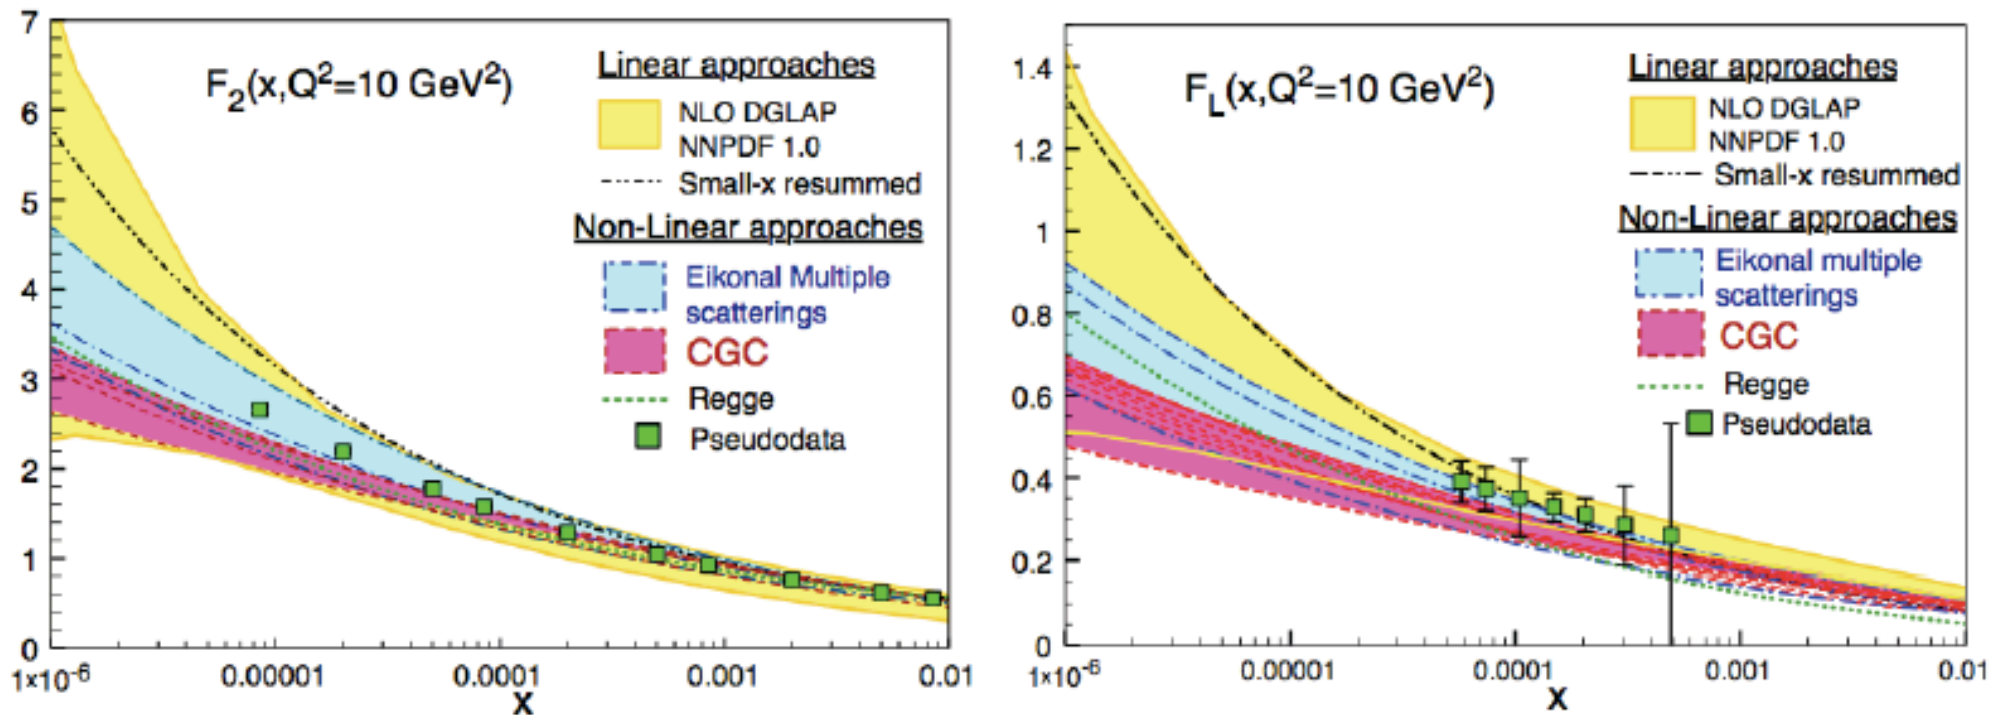 F2(x,Q²=10 GeV²)
Linear approaches
NLO DGLAP
NNPDF 1.0
Small-x resummed
Non-Linear approaches
Eikonal Multiple
scatterings
CGC
Regge
Pseudodata
7
6
5
4
3
2
1
0
1×10⁻⁶
0.00001
0.0001
0.001
0.01
x
FL(x,Q²=10 GeV²)
Linear approaches
NLO DGLAP
NNPDF 1.0
Small-x resummed
Non-Linear approaches
Eikonal multiple
scatterings
CGC
Regge
Pseudodata
1.4
1.2
1
0.8
0.6
0.4
0.2
0
1×10⁻⁶
0.00001
0.0001
0.001
0.01
x